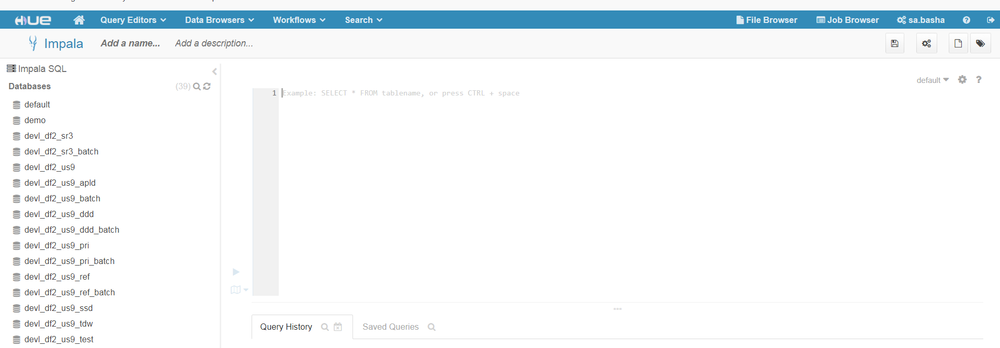 HUE Query Editors Data Browsers Workflows Search File Browser Job Browser sa.basha ?
Impala Add a name... Add a description...
Impala SQL
Databases (39)
default
demo
devl_df2_sr3
devl_df2_sr3_batch
devl_df2_us9
devl_df2_us9_apld
devl_df2_us9_batch
devl_df2_us9_ddd
devl_df2_us9_ddd_batch
devl_df2_us9_pri
devl_df2_us9_pri_batch
devl_df2_us9_ref
devl_df2_us9_ref_batch
devl_df2_us9_ssd
devl_df2_us9_tdw
devl_df2_us9_test
default ?
1 Example: SELECT * FROM tablename, or press CTRL + space
Query History Saved Queries